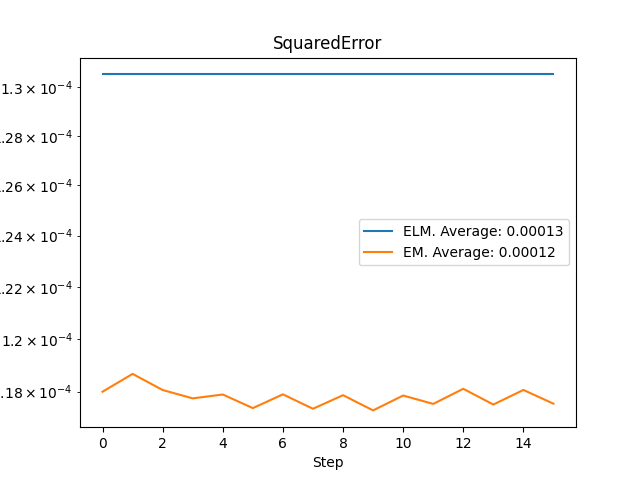 SquaredError
1.3 × 10⁻⁴
.28 × 10⁻⁴
.26 × 10⁻⁴
.24 × 10⁻⁴
.22 × 10⁻⁴
1.2 × 10⁻⁴
.18 × 10⁻⁴
ELM. Average: 0.00013
EM. Average: 0.00012
0 2 4 6 8 10 12 14
Step